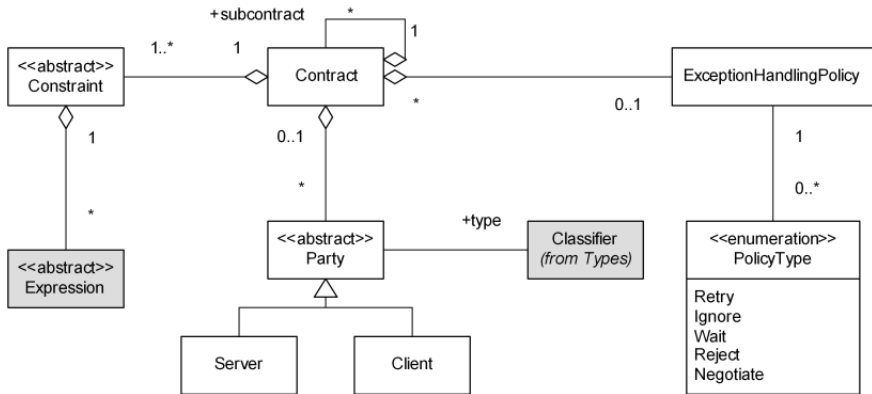 +subcontract
*
1
1..*
1
<<abstract>>
Constraint
Contract
ExceptionHandlingPolicy
*
0..1
1
0..1
1
*
*
0..*
<<abstract>>
Expression
<<abstract>>
Party
+type
Classifier
(from Types)
<<enumeration>>
PolicyType
Retry
Ignore
Wait
Reject
Negotiate
Server
Client